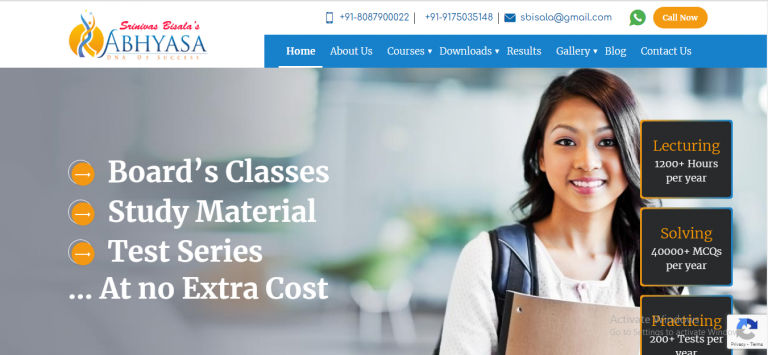 Srinivas Bisala's
ABHYASA
DNA Of Success
+91-8087900022 | +91-9175035148 | sbisala@gmail.com
Call Now
Home About Us Courses Downloads Results Gallery Blog Contact Us
Board's Classes
Study Material
Test Series
... At no Extra Cost
Lecturing
1200+ Hours
per year
Solving
40000+ MCQs
per year
Practicing
200+ Tests per
year
Activate Windows
Go to Settings to activate Windows.
Privacy - Terms